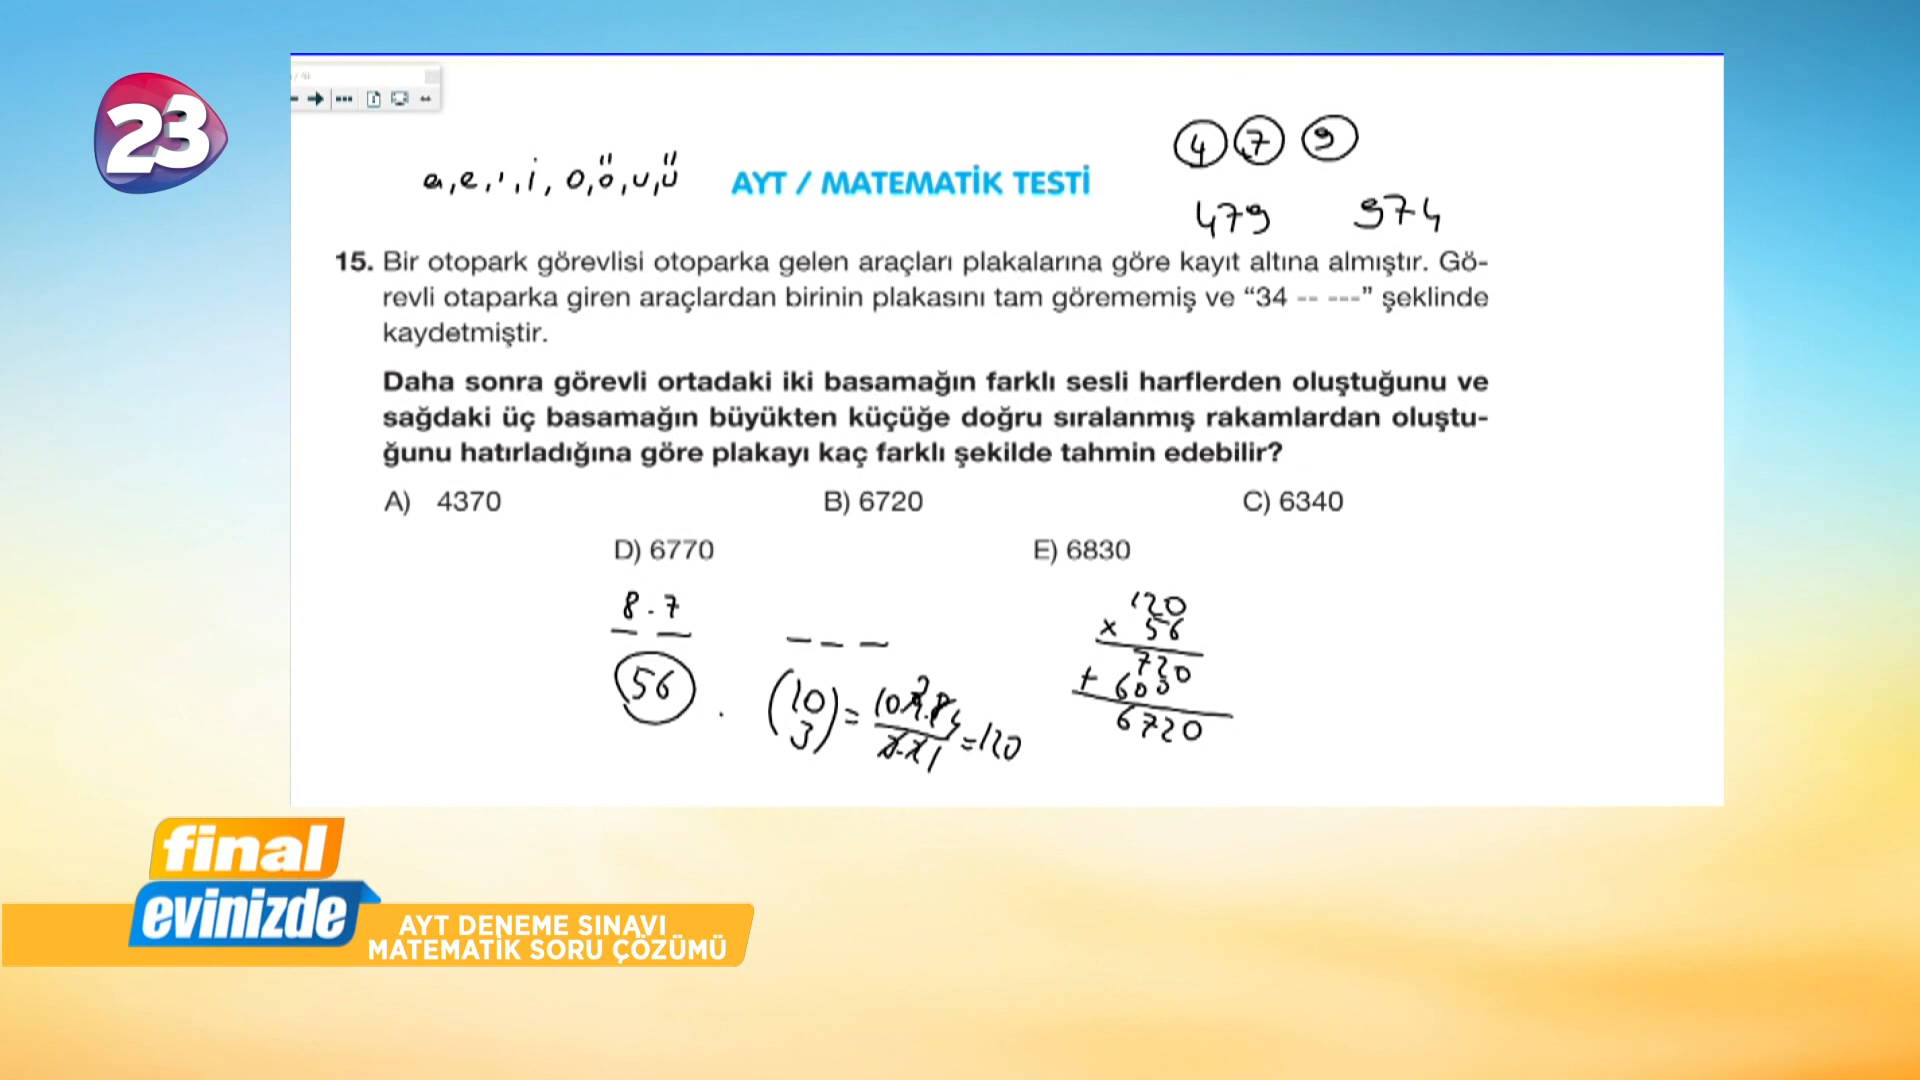 23
a, e, ı, i, o, ö, u, ü
AYT / MATEMATİK TESTİ
4 7 9
479 974
15. Bir otopark görevlisi otoparka gelen araçları plakalarına göre kayıt altına almıştır. Gö-
revli otaparka giren araçlardan birinin plakasını tam görememiş ve “34 -- ---” şeklinde
kaydetmiştir.
Daha sonra görevli ortadaki iki basamağın farklı sesli harflerden oluştuğunu ve
sağdaki üç basamağın büyükten küçüğe doğru sıralanmış rakamlardan oluştu-
ğunu hatırladığına göre plakayı kaç farklı şekilde tahmin edebilir?
A) 4370
B) 6720
C) 6340
D) 6770
E) 6830
8 . 7
56 .
(10 3) = 10 = 120
120
x 56
720
+ 600
6720
final
evinizde
AYT DENEME SINAVI
MATEMATİK SORU ÇÖZÜMÜ